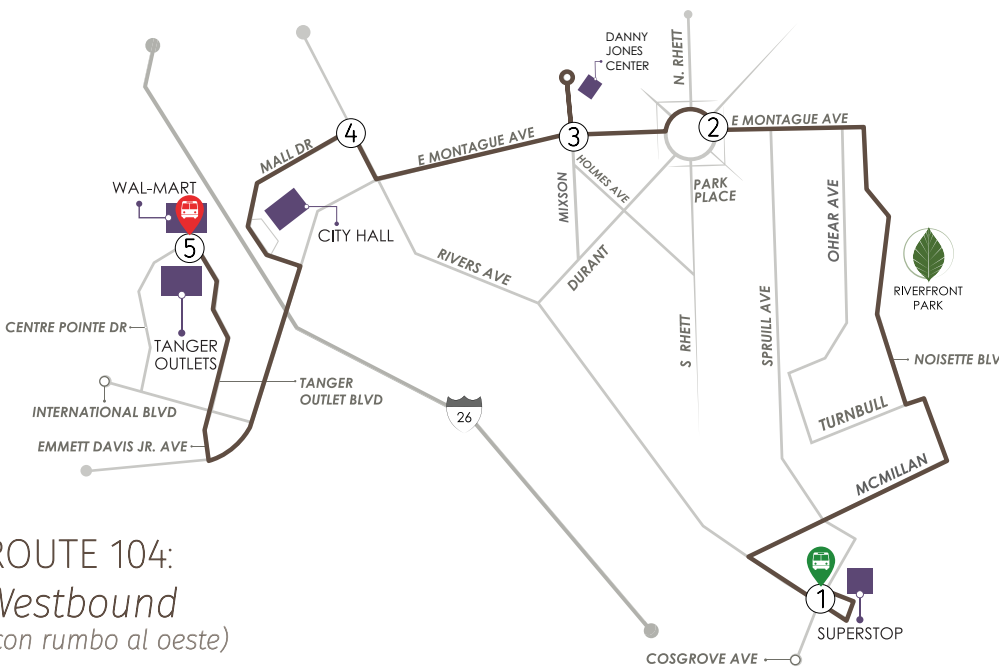 DANNY
JONES
CENTER
N. RHETT
E MONTAGUE AVE
2
3
4
E MONTAGUE AVE
MALL DR
HOLMES AVE
MIXSON
PARK
PLACE
WAL-MART
CITY HALL
5
OHEAR AVE
RIVERS AVE
DURANT
RIVERFRONT
PARK
CENTRE POINTE DR
TANGER
OUTLETS
SPRUILL AVE
S RHETT
NOISETTE BLV
TANGER
OUTLET BLVD
INTERNATIONAL BLVD
26
TURNBULL
EMMETT DAVIS JR. AVE
MCMILLAN
ROUTE 104:
Westbound
con rumbo al oeste)
1
SUPERSTOP
COSGROVE AVE